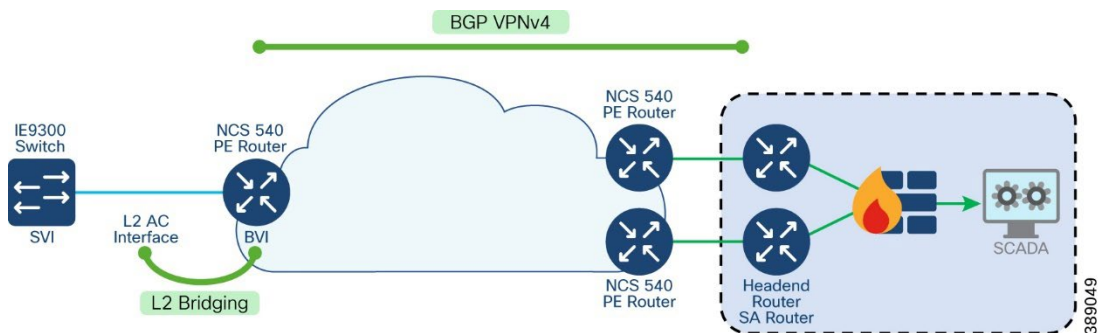 BGP VPNv4
IE9300
Switch
SVI
L2 AC
Interface
L2 Bridging
NCS 540
PE Router
BVI
NCS 540
PE Router
NCS 540
PE Router
Headend
Router
SA Router
SCADA
389049